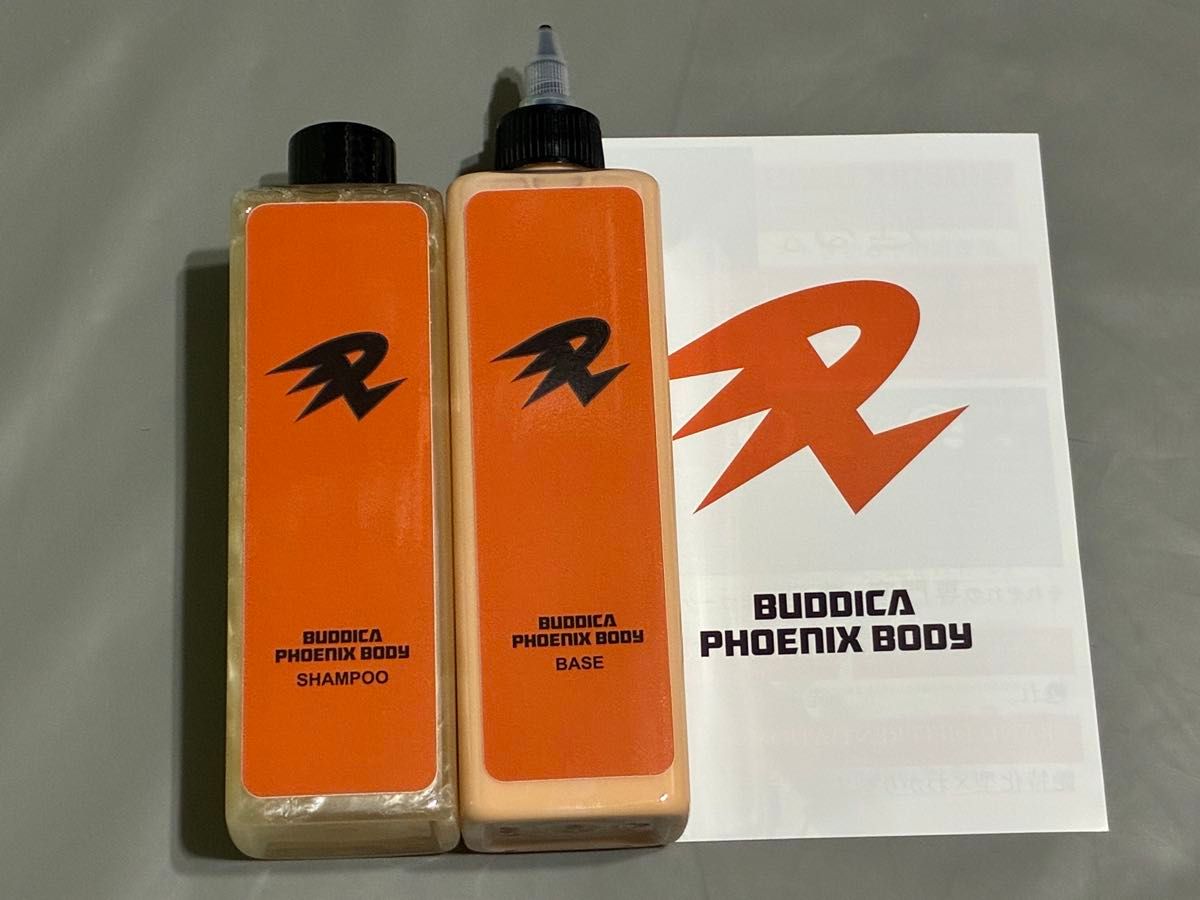 BUDDICA
PHOENIX BODY
SHAMPOO
BUDDICA
PHOENIX BODY
BASE
BUDDICA
PHOENIX BODY